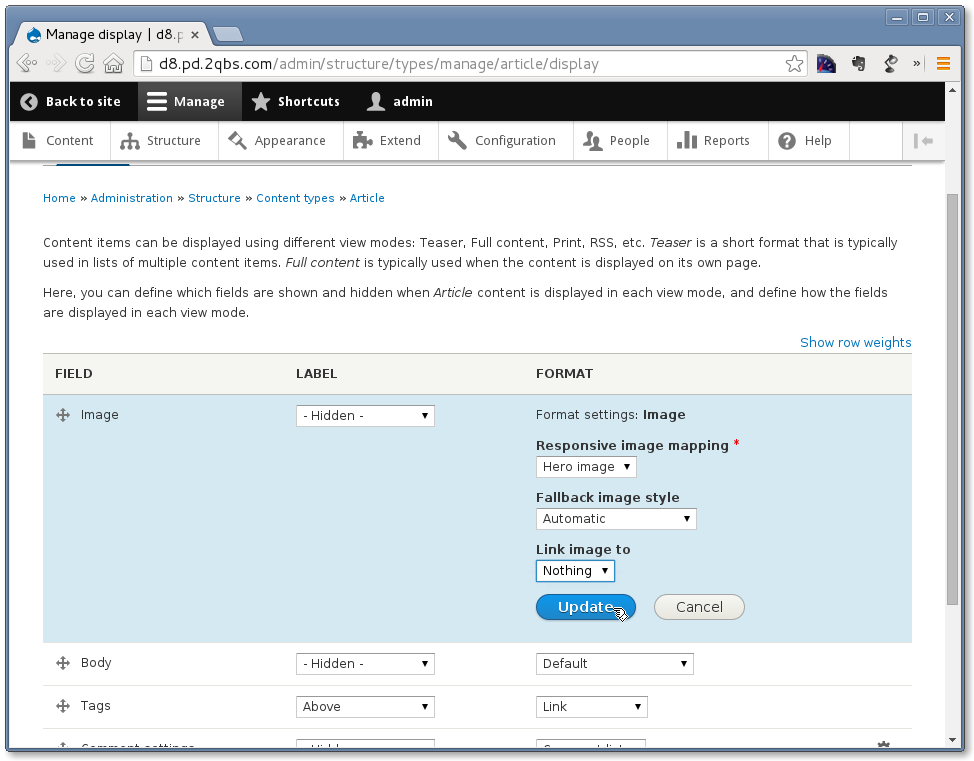 Manage display | d8.p
d8.pd.2qbs.com/admin/structure/types/manage/article/display
Back to site Manage Shortcuts admin
Content Structure Appearance Extend Configuration People Reports Help
Home » Administration » Structure » Content types » Article
Content items can be displayed using different view modes: Teaser, Full content, Print, RSS, etc. Teaser is a short format that is typically
used in lists of multiple content items. Full content is typically used when the content is displayed on its own page.
Here, you can define which fields are shown and hidden when Article content is displayed in each view mode, and define how the fields
are displayed in each view mode.
Show row weights
FIELD LABEL FORMAT
Image - Hidden - Format settings: Image
Responsive image mapping *
Hero image
Fallback image style
Automatic
Link image to
Nothing
Update Cancel
Body - Hidden - Default
Tags Above Link
Comment settings - Hidden -